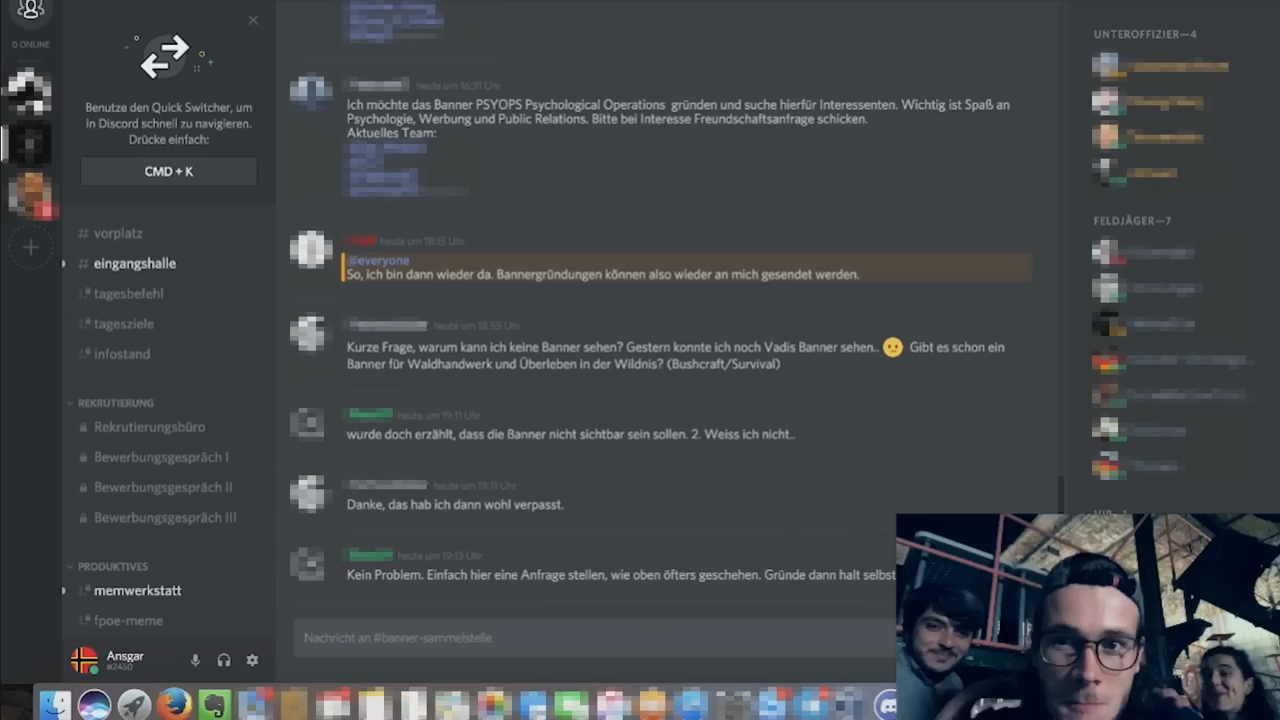 0 ONLINE
Benutze den Quick Switcher, um
in Discord schnell zu navigieren.
Drücke einfach:
CMD + K
# vorplatz
# eingangshalle
tagesbefehl
tagesziele
infostand
REKRUTIERUNG
Rekrutierungsbüro
Bewerbungsgespräch I
Bewerbungsgespräch II
Bewerbungsgespräch III
PRODUKTIVES
memwerkstatt
fpoe-meme
Ansgar
#2450
heute um 16:31 Uhr
Ich möchte das Banner PSYOPS Psychological Operations gründen und suche hierfür Interessenten. Wichtig ist Spaß an
Psychologie, Werbung und Public Relations. Bitte bei Interesse Freundschaftsanfrage schicken.
Aktuelles Team:
heute um 18:15 Uhr
@everyone
So, ich bin dann wieder da. Bannergründungen können also wieder an mich gesendet werden.
heute um 18:55 Uhr
Kurze Frage, warum kann ich keine Banner sehen? Gestern konnte ich noch Vadis Banner sehen.. Gibt es schon ein
Banner für Waldhandwerk und Überleben in der Wildnis? (Bushcraft/Survival)
heute um 19:11 Uhr
wurde doch erzählt, dass die Banner nicht sichtbar sein sollen. 2. Weiss ich nicht..
heute um 19:11 Uhr
Danke, das hab ich dann wohl verpasst.
heute um 19:13 Uhr
Kein Problem. Einfach hier eine Anfrage stellen, wie oben öfters geschehen. Gründe dann halt selbst
Nachricht an #banner-sammelstelle
UNTEROFFIZIER—4
FELDJÄGER—7